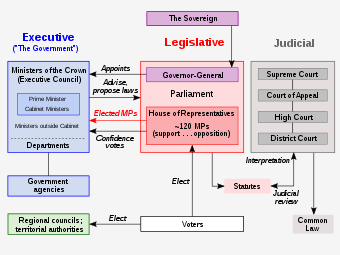 The Sovereign
Executive
("The Government")
Legislative
Judicial
Ministers of the Crown
(Executive Council)
Prime Minister
Cabinet Ministers
Ministers outside Cabinet
Departments
Government
agencies
Regional councils;
territorial authorities
Appoints
Advise,
propose laws
Elected MPs
Confidence
votes
Governor-General
Parliament
House of Representatives
~120 MPs
(support . . . opposition)
Supreme Court
Court of Appeal
High Court
District Court
Interpretation
Elect
Statutes
Judicial
review
Elect
Voters
Common
Law